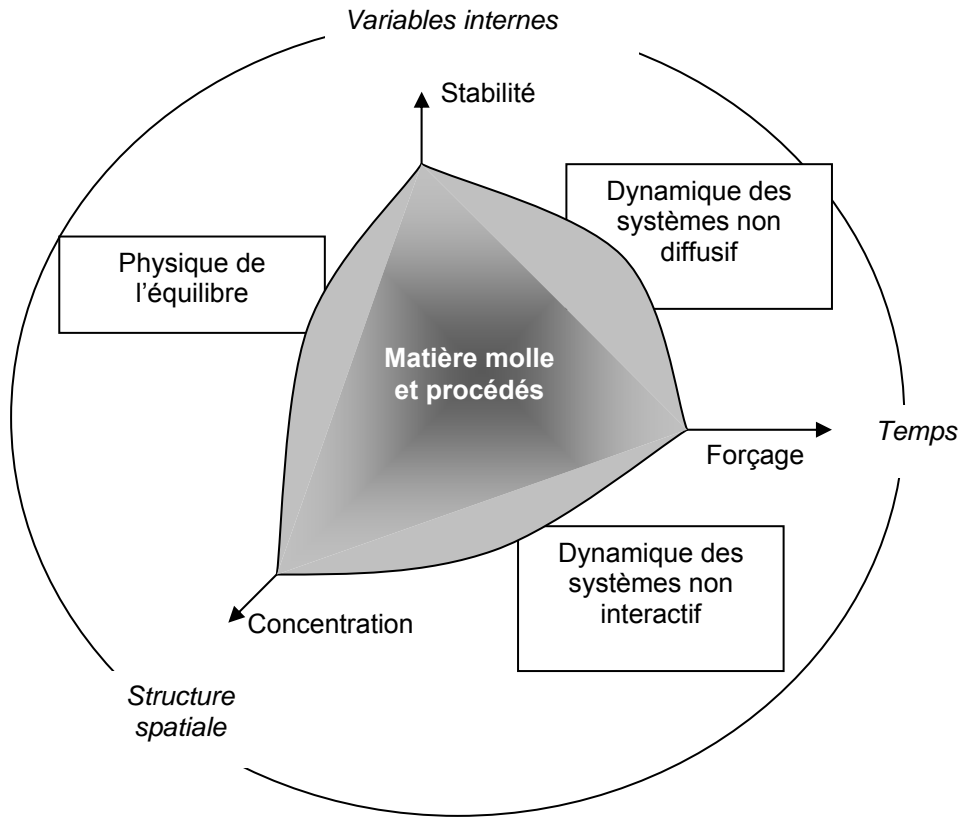 Variables internes
Stabilité
Dynamique des
systèmes non
diffusif
Physique de
l'équilibre
Matière molle
et procédés
Temps
Forçage
Dynamique des
systèmes non
interactif
Concentration
Structure
spatiale